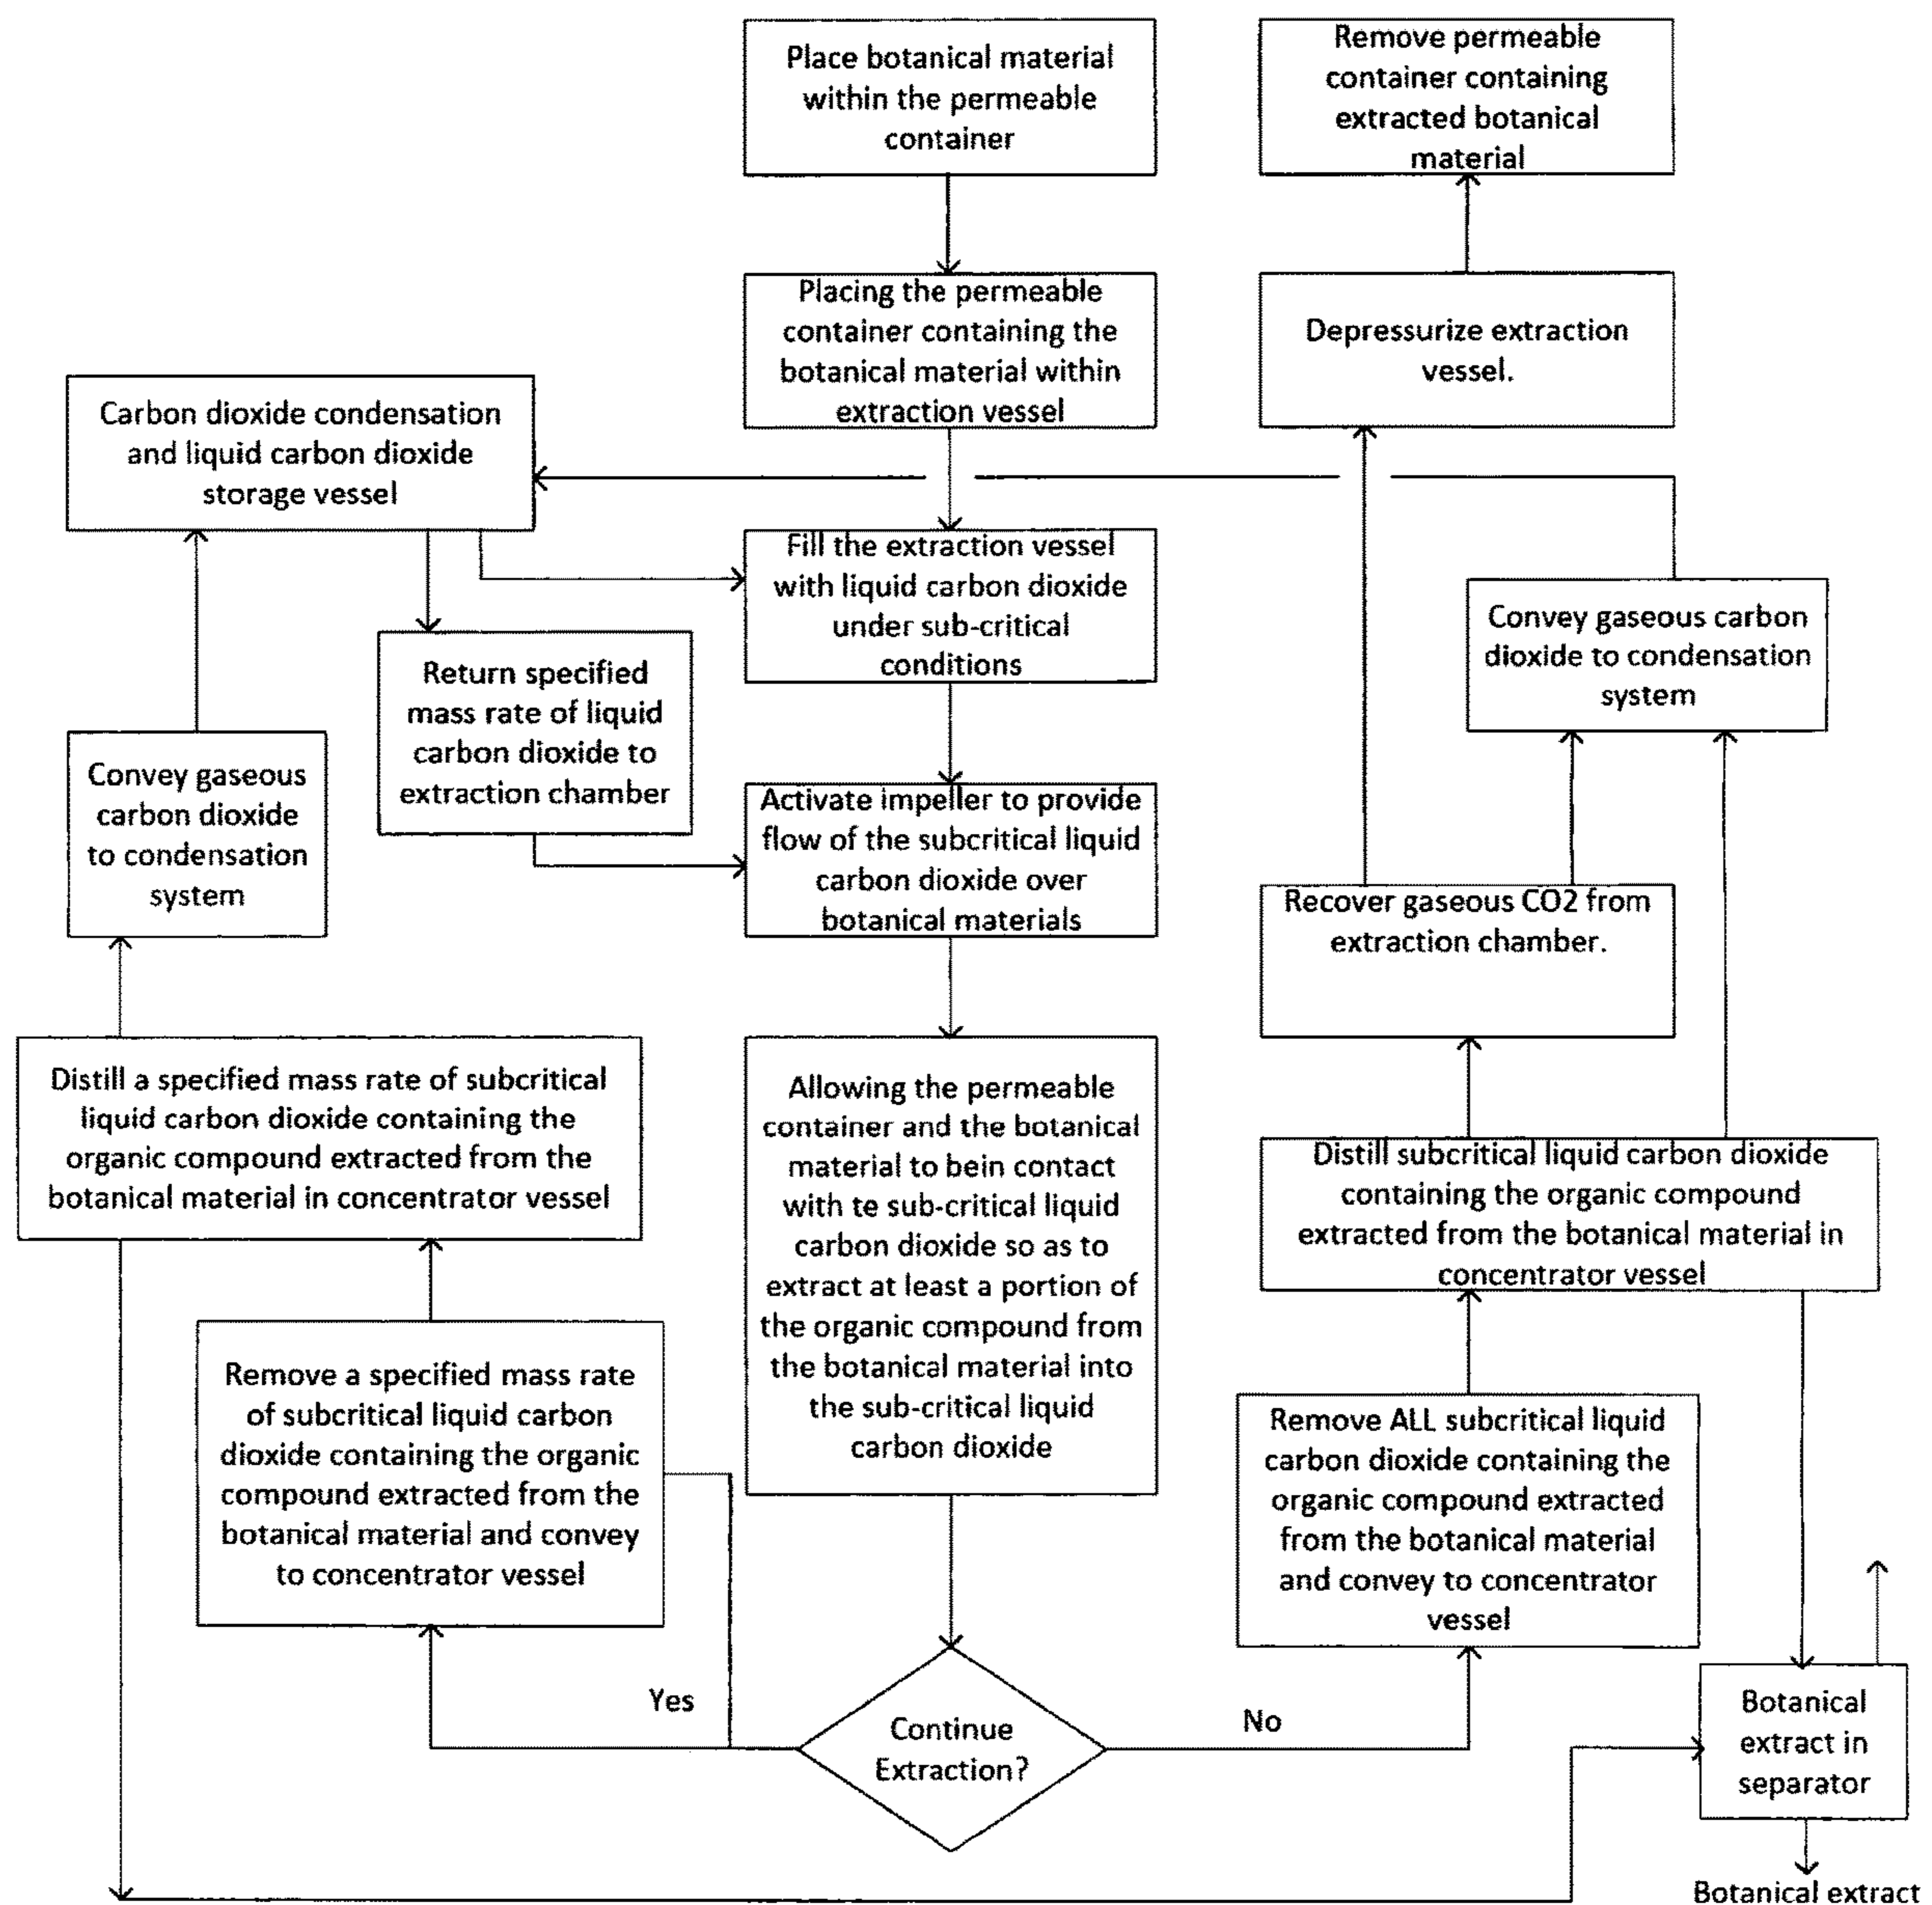 Place botanical material
within the permeable
container
Remove permeable
container containing
extracted botanical
material
Placing the permeable
container containing the
botanical material within
extraction vessel
Depressurize extraction
vessel.
Carbon dioxide condensation
and liquid carbon dioxide
storage vessel
Fill the extraction vessel
with liquid carbon dioxide
under sub-critical
conditions
Convey gaseous carbon
dioxide to condensation
system
Return specified
mass rate of liquid
carbon dioxide to
extraction chamber
Convey gaseous
carbon dioxide
to condensation
system
Activate impeller to provide
flow of the subcritical liquid
carbon dioxide over
botanical materials
Recover gaseous CO2 from
extraction chamber.
Distill a specified mass rate of subcritical
liquid carbon dioxide containing the
organic compound extracted from the
botanical material in concentrator vessel
Allowing the permeable
container and the botanical
material to bein contact
with te sub-critical liquid
carbon dioxide so as to
extract at least a portion of
the organic compound from
the botanical material into
the sub-critical liquid
carbon dioxide
Distill subcritical liquid carbon dioxide
containing the organic compound
extracted from the botanical material in
concentrator vessel
Remove a specified mass rate
of subcritical liquid carbon
dioxide containing the organic
compound extracted from the
botanical material and convey
to concentrator vessel
Remove ALL subcritical liquid
carbon dioxide containing the
organic compound extracted
from the botanical material
and convey to concentrator
vessel
Yes
Continue
Extraction?
No
Botanical
extract in
separator
Botanical extract